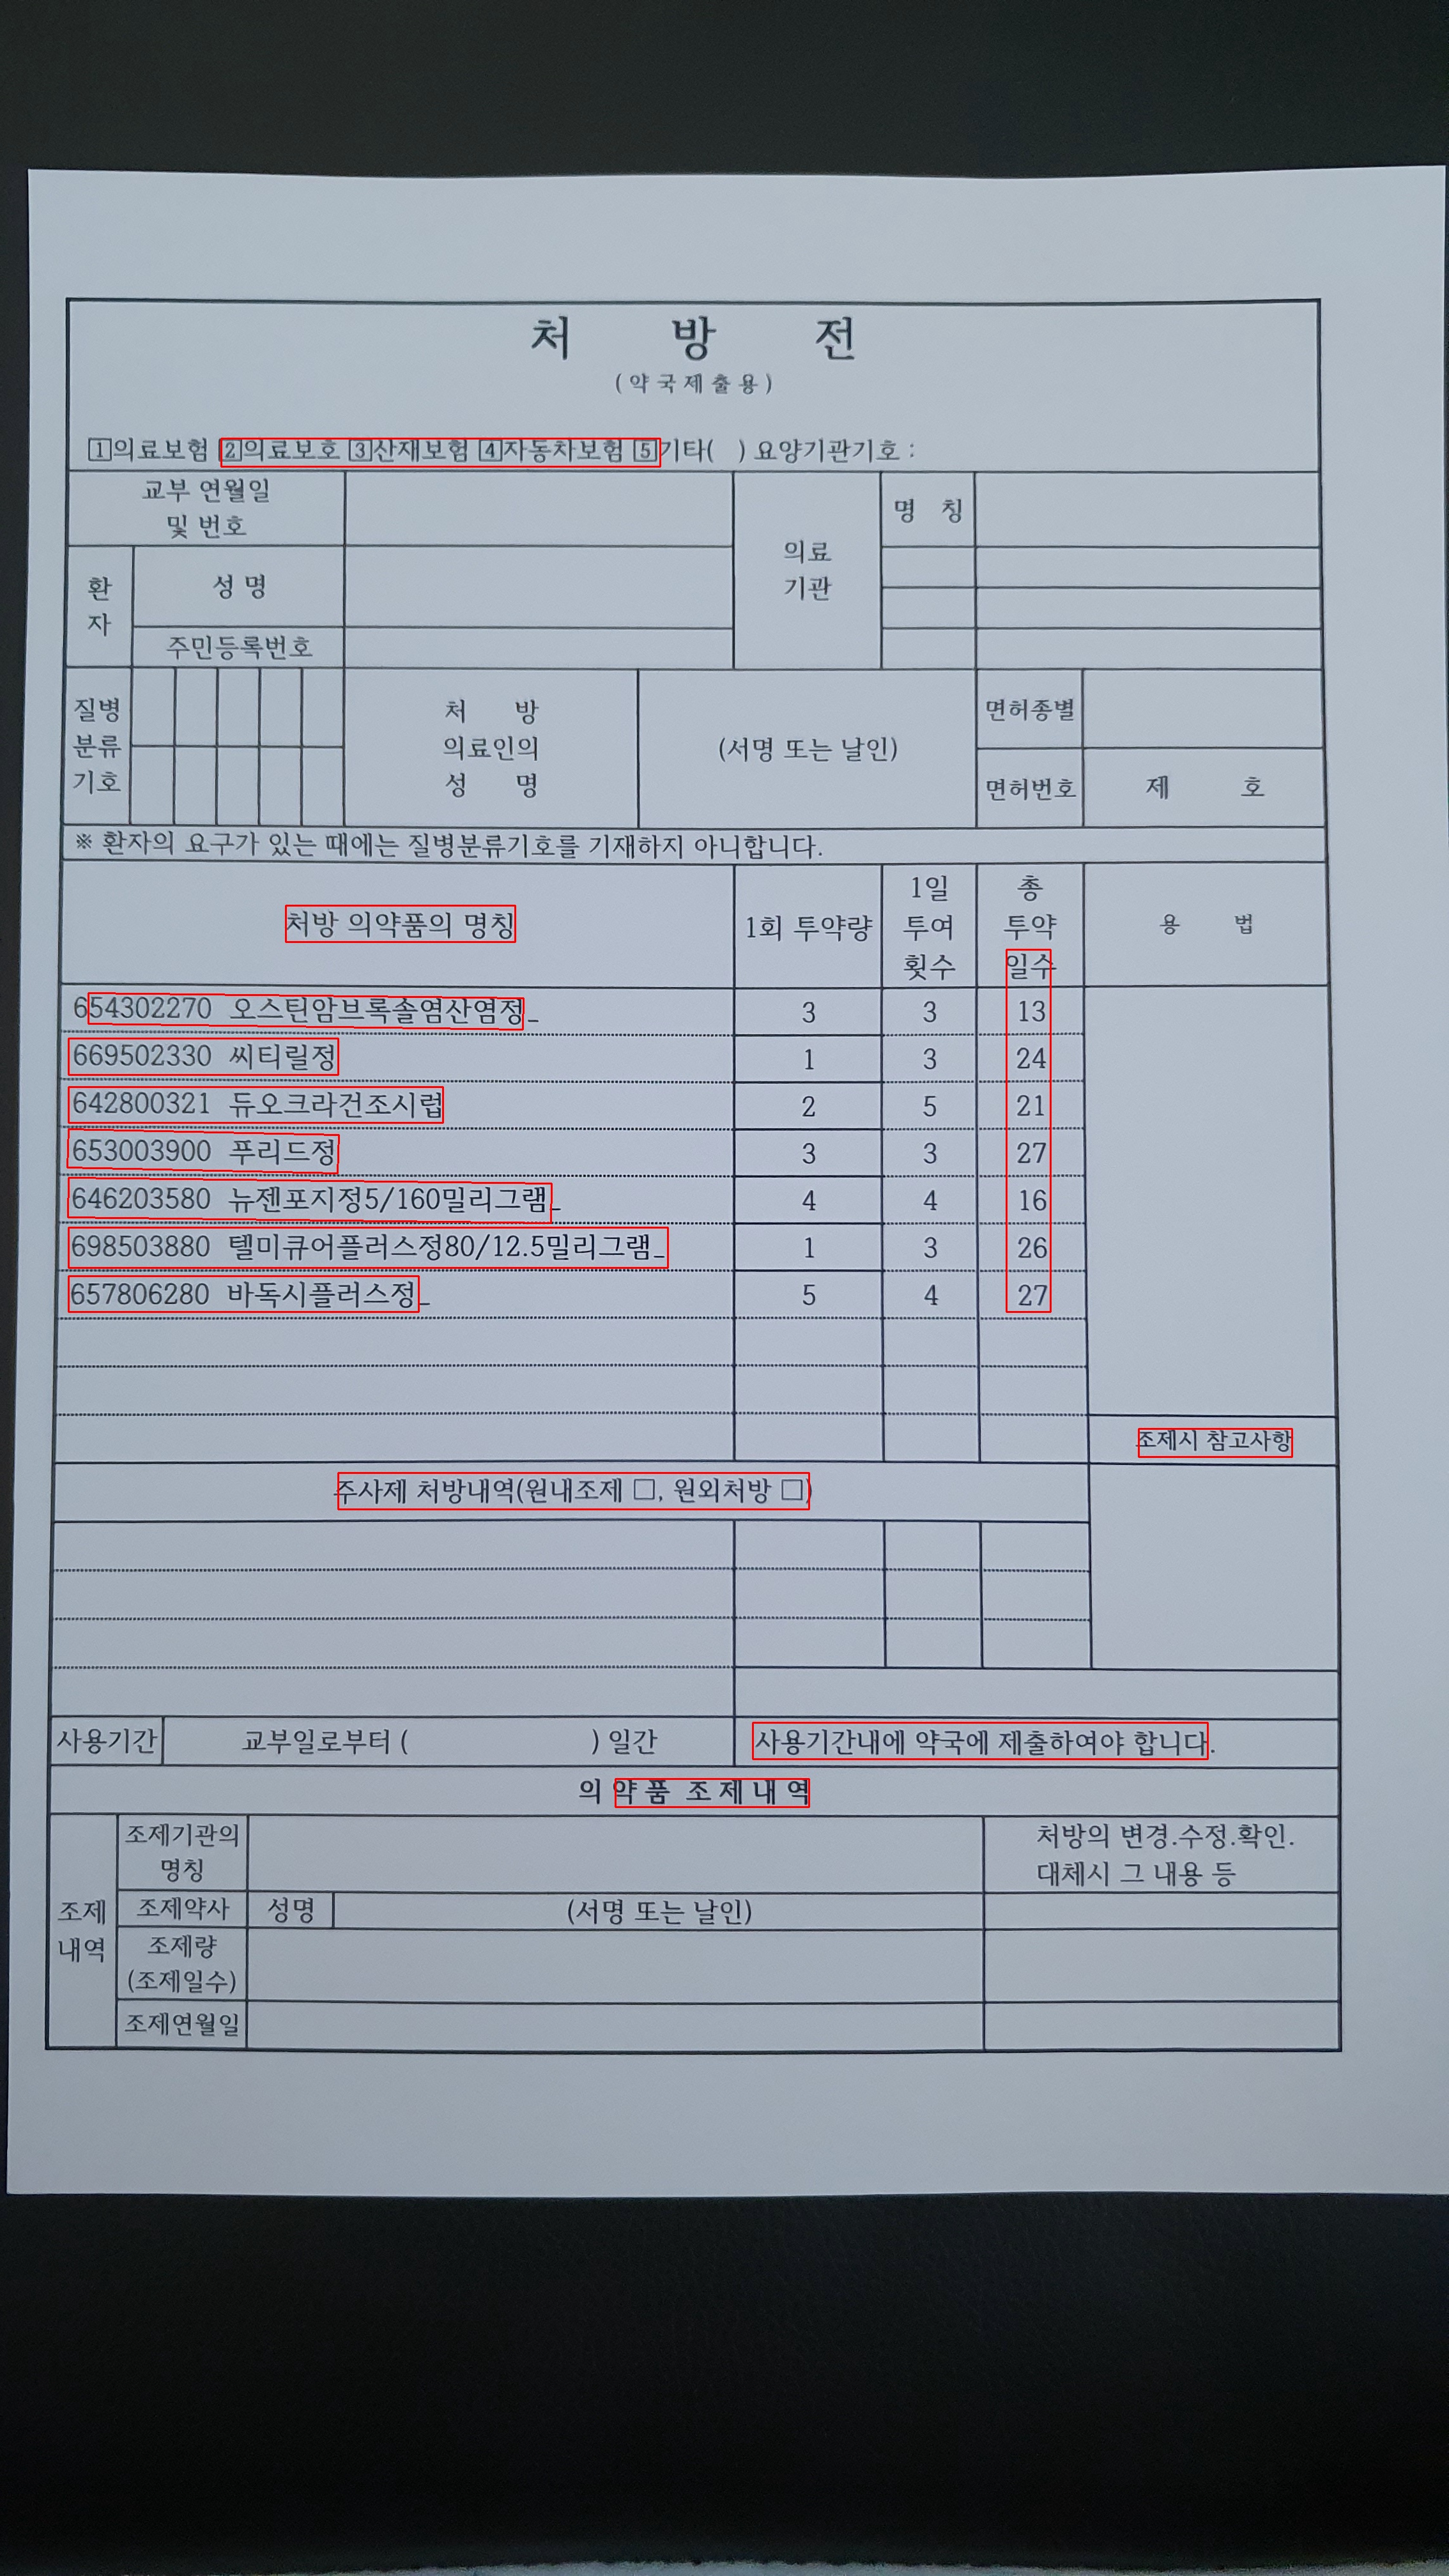 처 방 전
(약국제출용)
1의료보험 2의료보호 3산재보험 4자동차보험 5기타( ) 요양기관기호 :
교부 연월일
및 번호
의료
기관
명 칭
환
자
성 명
주민등록번호
질병
분류
기호
처 방
의료인의
성 명
(서명 또는 날인)
면허종별
면허번호
제 호
※ 환자의 요구가 있는 때에는 질병분류기호를 기재하지 아니합니다.
처방 의약품의 명칭
1회 투약량
1일
투여
횟수
총
투약
일수
용 법
654302270 오스틴암브록솔염산염정_ 3 3 13
669502330 씨티릴정 1 3 24
642800321 듀오크라건조시럽 2 5 21
653003900 푸리드정 3 3 27
646203580 뉴젠포지정5/160밀리그램_ 4 4 16
698503880 텔미큐어플러스정80/12.5밀리그램_ 1 3 26
657806280 바독시플러스정_ 5 4 27
조제시 참고사항
주사제 처방내역(원내조제 □, 원외처방 □)
사용기간 교부일로부터 ( ) 일간 사용기간내에 약국에 제출하여야 합니다.
의 약 품 조 제 내 역
조제
내역
조제기관의
명칭
처방의 변경.수정.확인.
대체시 그 내용 등
조제약사 성명 (서명 또는 날인)
조제량
(조제일수)
조제연월일